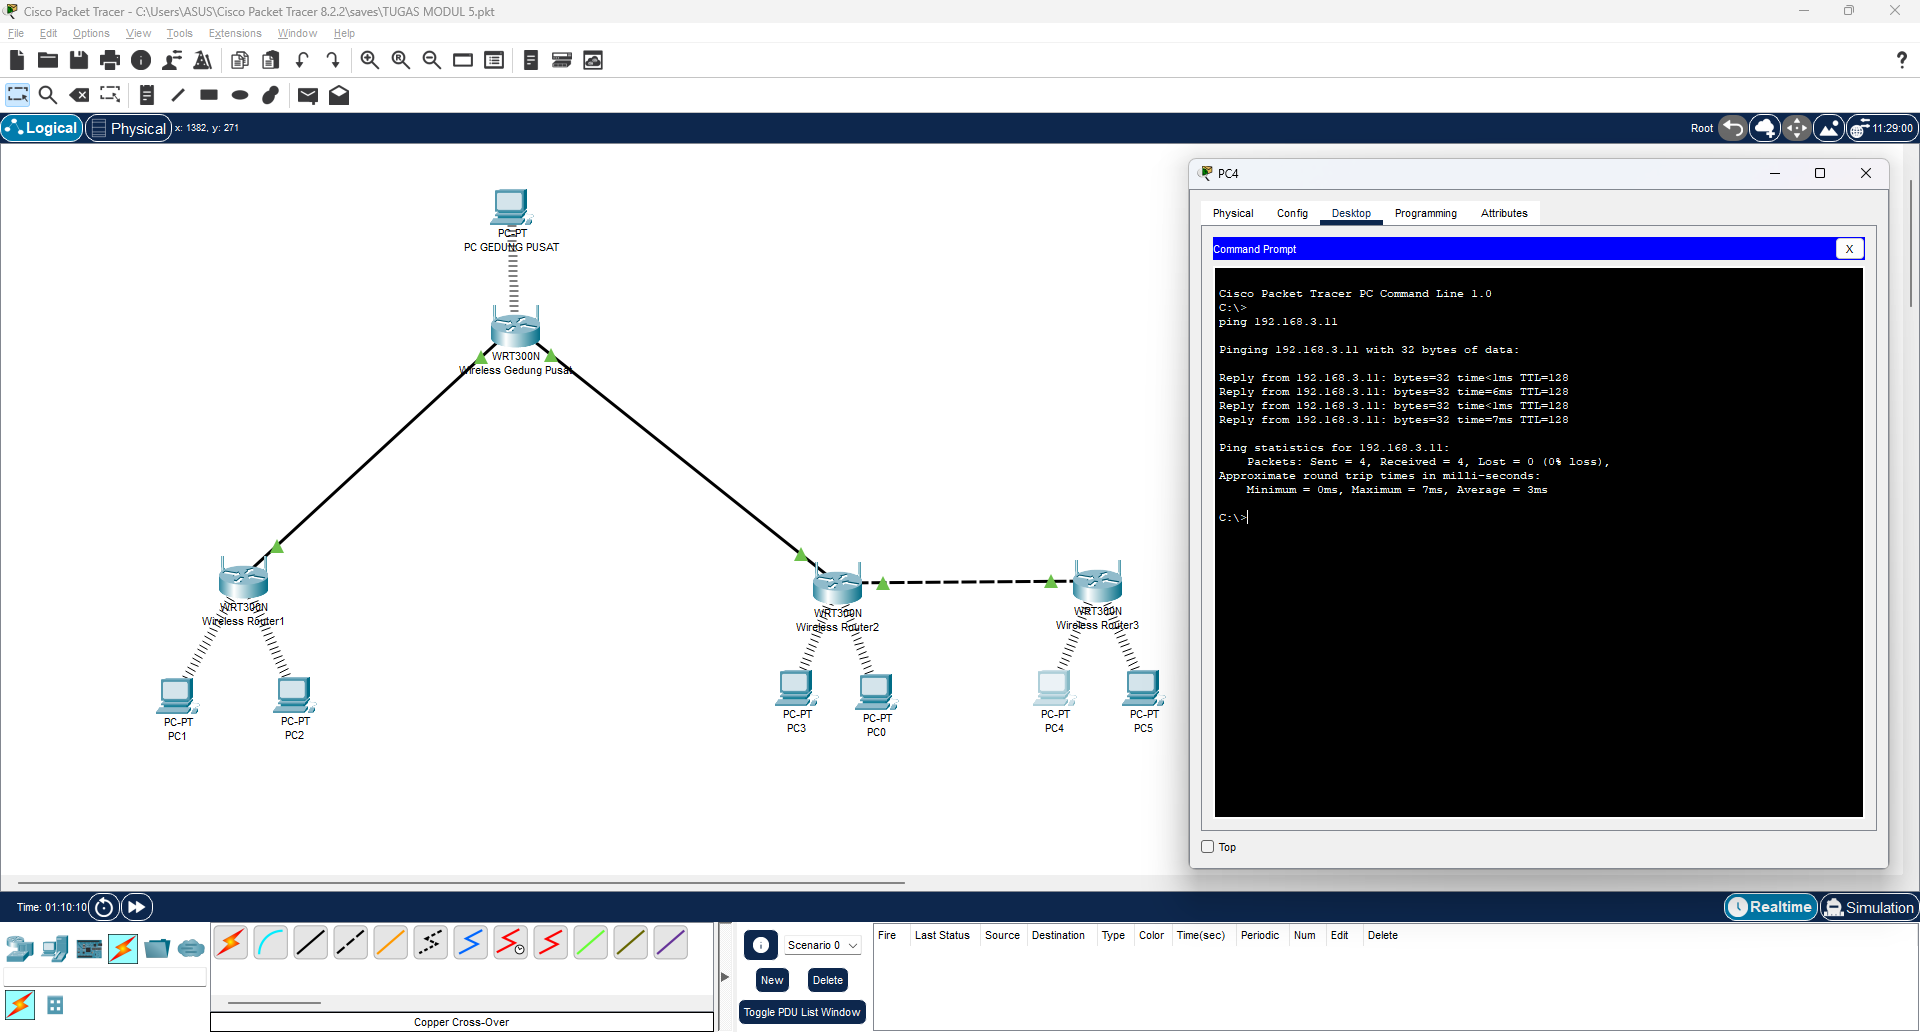 Cisco Packet Tracer - C:\Users\ASUS\Cisco Packet Tracer 8.2.2\saves\TUGAS MODUL 5.pkt
File Edit Options View Tools Extensions Window Help
?
Logical Physical x: 1382, y: 271
Root 11:29:00
PC-PT
PC GEDUNG PUSAT
WRT300N
Wireless Gedung Pusat
WRT300N
Wireless Router1
WRT300N
Wireless Router2
WRT300N
Wireless Router3
PC-PT
PC1
PC-PT
PC2
PC-PT
PC3
PC-PT
PC0
PC-PT
PC4
PC-PT
PC5
PC4
Physical Config Desktop Programming Attributes
Command Prompt X
Cisco Packet Tracer PC Command Line 1.0
C:\>
ping 192.168.3.11
Pinging 192.168.3.11 with 32 bytes of data:
Reply from 192.168.3.11: bytes=32 time<1ms TTL=128
Reply from 192.168.3.11: bytes=32 time=6ms TTL=128
Reply from 192.168.3.11: bytes=32 time<1ms TTL=128
Reply from 192.168.3.11: bytes=32 time=7ms TTL=128
Ping statistics for 192.168.3.11:
Packets: Sent = 4, Received = 4, Lost = 0 (0% loss),
Approximate round trip times in milli-seconds:
Minimum = 0ms, Maximum = 7ms, Average = 3ms
C:\>
Top
Time: 01:10:10
Realtime Simulation
Scenario 0
New Delete
Toggle PDU List Window
Fire Last Status Source Destination Type Color Time(sec) Periodic Num Edit Delete
Copper Cross-Over